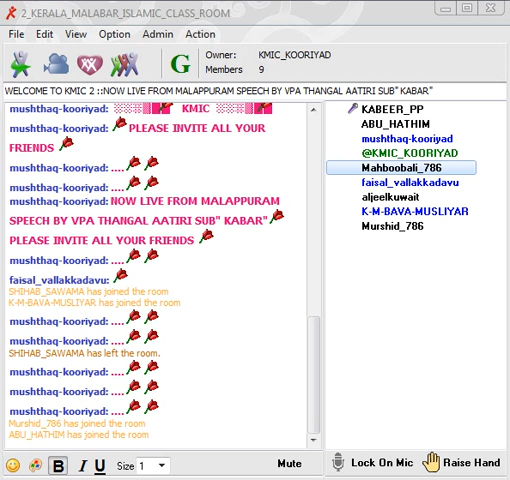 2_KERALA_MALABAR_ISLAMIC_CLASS_ROOM
File Edit View Option Admin Action
G Owner: KMIC_KOORIYAD
Members 9
WELCOME TO KMIC 2 ::NOW LIVE FROM MALAPPURAM SPEECH BY VPA THANGAL AATIRI SUB" KABAR"
mushthaq-kooriyad: ░░▒▓ KMIC ░░▒▓
mushthaq-kooriyad: PLEASE INVITE ALL YOUR
FRIENDS
mushthaq-kooriyad: ....
mushthaq-kooriyad: ....
mushthaq-kooriyad: NOW LIVE FROM MALAPPURAM
SPEECH BY VPA THANGAL AATIRI SUB" KABAR"
PLEASE INVITE ALL YOUR FRIENDS
mushthaq-kooriyad: ....
faisal_vallakkadavu:
SHIHAB_SAWAMA has joined the room
K-M-BAVA-MUSLIYAR has joined the room
mushthaq-kooriyad: ....
mushthaq-kooriyad: ....
SHIHAB_SAWAMA has left the room.
mushthaq-kooriyad: ....
mushthaq-kooriyad: ....
mushthaq-kooriyad: ....
Murshid_786 has joined the room
ABU_HATHIM has joined the room
KABEER_PP
ABU_HATHIM
mushthaq-kooriyad
@KMIC_KOORIYAD
Mahboobali_786
faisal_vallakkadavu
aljeelkuwait
K-M-BAVA-MUSLIYAR
Murshid_786
B I U Size 1 Mute
Lock On Mic Raise Hand